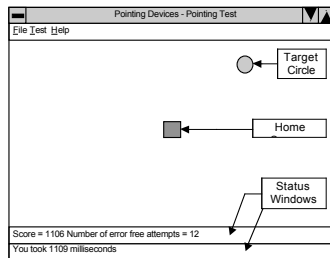 Pointing Devices - Pointing Test
File Test Help
Target
Circle
Home
Status
Windows
Score = 1106 Number of error free attempts = 12
You took 1109 milliseconds